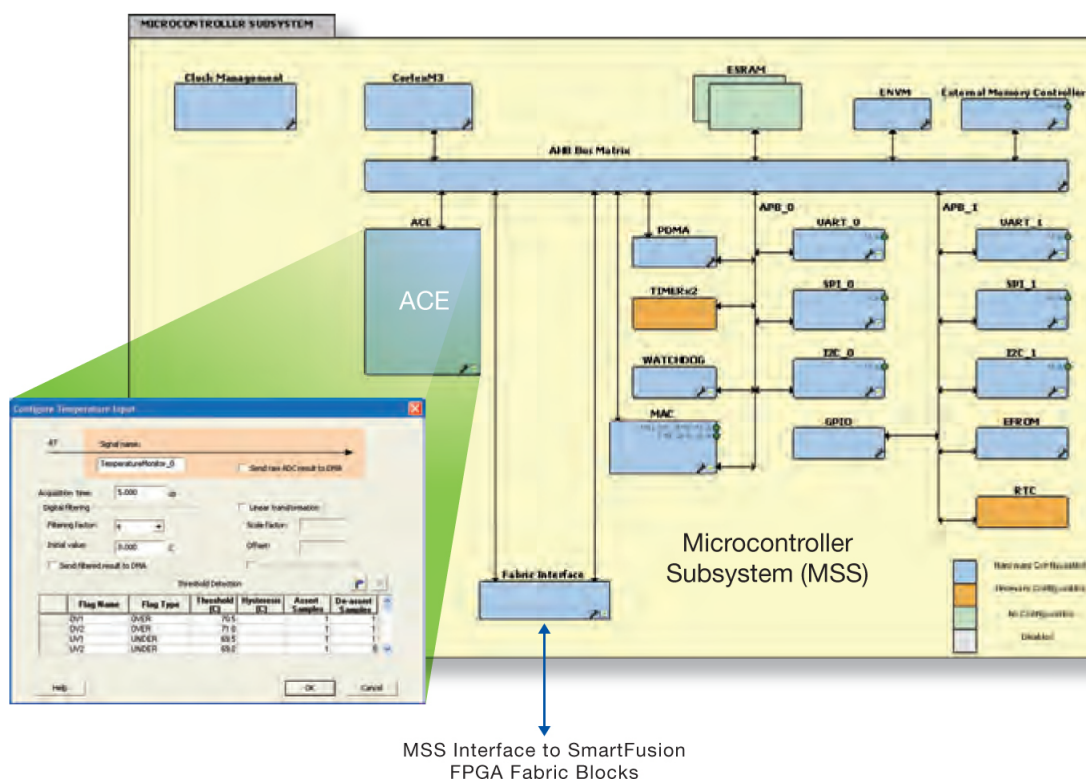 MICROCONTROLLER SUBSYSTEM
Clock Management
CortexM3
ESRAM
ENVM
External Memory Controller
AHB Bus Matrix
ACE
ACE
PDMA
APB_0
UART_0
APB_1
UART_1
TIMERx2
SPI_0
SPI_1
WATCHDOG
I2C_0
I2C_1
MAC
GPIO
EFROM
RTC
Fabric Interface
Microcontroller
Subsystem (MSS)
Hardware Configuration
Firmware Configuration
No Configuration
Disabled
Configure Temperature Input
AT
Signal name:
TemperatureMonitor_0
Send raw ADC result to DMA
Acquisition time: 5.000 us
Digital filtering
Linear transformation
Filtering factor:
Scale factor:
Initial value: 0.000 C
Offset:
Send filtered result to DMA
Threshold Detection
Flag Name Flag Type Threshold (C) Hysteresis (C) Assert Samples De-assert Samples
OV1 OVER 70.5 1 1
OV2 OVER 71.0 1 1
UV1 UNDER 69.5 1 1
UV2 UNDER 69.0 1
Help OK Cancel
MSS Interface to SmartFusion
FPGA Fabric Blocks